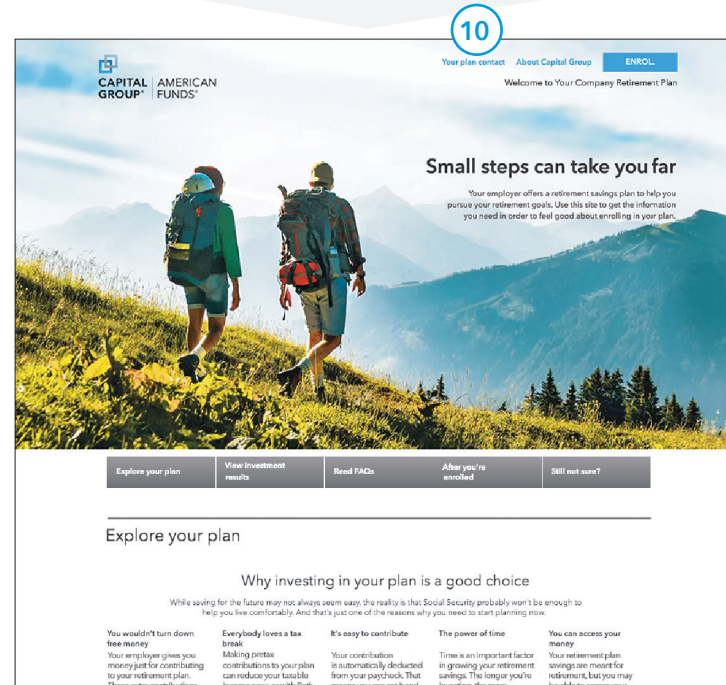 10
Your plan contact About Capital Group ENROLL
CAPITAL GROUP® | AMERICAN FUNDS®
Welcome to Your Company Retirement Plan
Small steps can take you far
Your employer offers a retirement savings plan to help you
pursue your retirement goals. Use this site to get the information
you need in order to feel good about enrolling in your plan.
Explore your plan
View investment
results
Read FAQs
After you're
enrolled
Still not sure?
Explore your plan
Why investing in your plan is a good choice
While saving for the future may not always seem easy, the reality is that Social Security probably won't be enough to
help you live comfortably. And that's just one of the reasons why you need to start planning now.
You wouldn't turn down
free money
Your employer gives you
money just for contributing
to your retirement plan.
Everybody loves a tax
break
Making pretax
contributions to your plan
can reduce your taxable
It's easy to contribute
Your contribution
is automatically deducted
from your paycheck. That
The power of time
Time is an important factor
in growing your retirement
savings. The longer you're
You can access your
money
Your retirement plan
savings are meant for
retirement, but you may